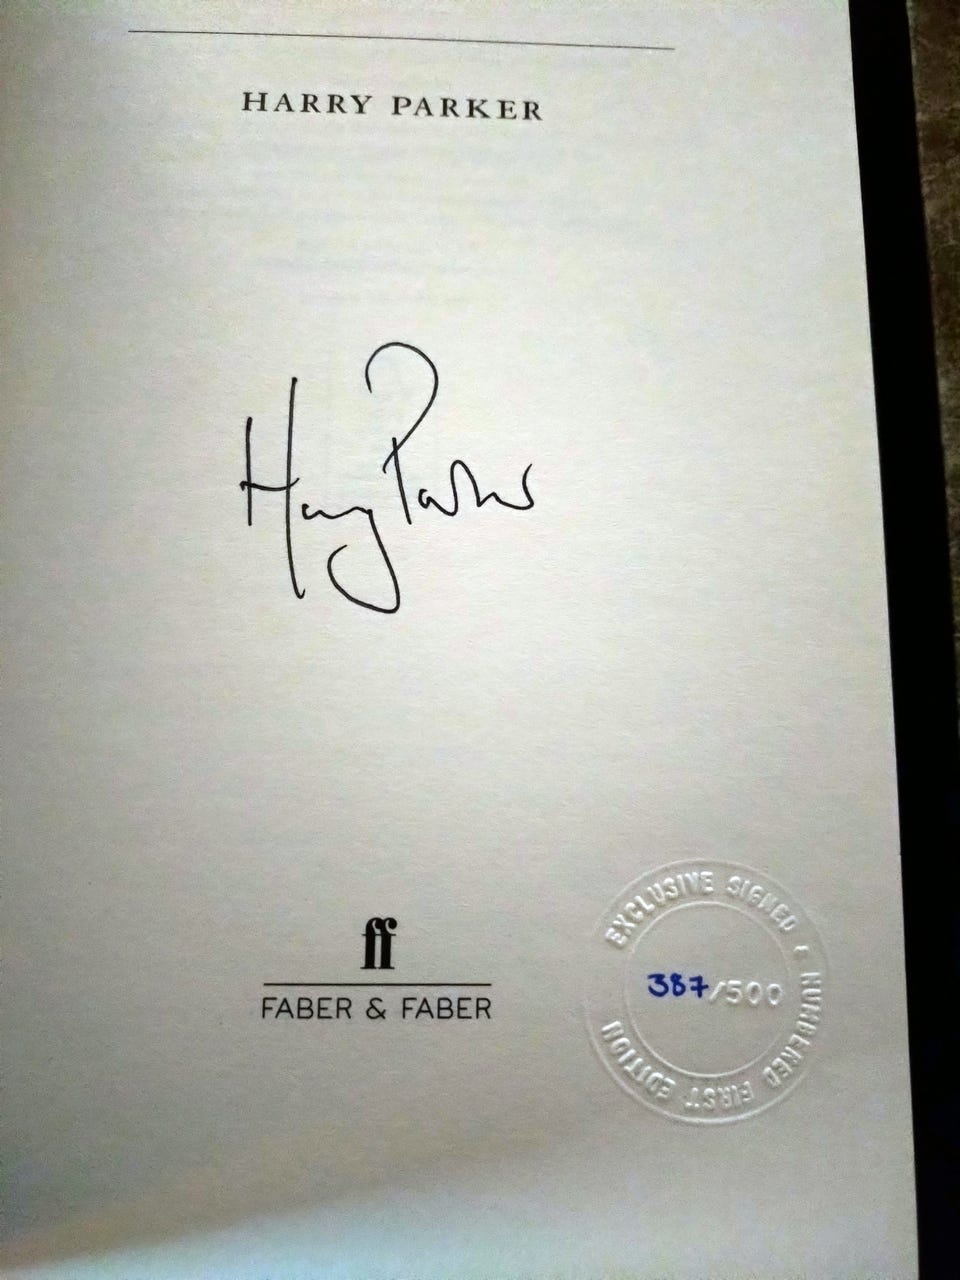 HARRY PARKER
Harry Parker
ff
FABER & FABER
EXCLUSIVE SIGNED & NUMBERED FIRST EDITION
387/500